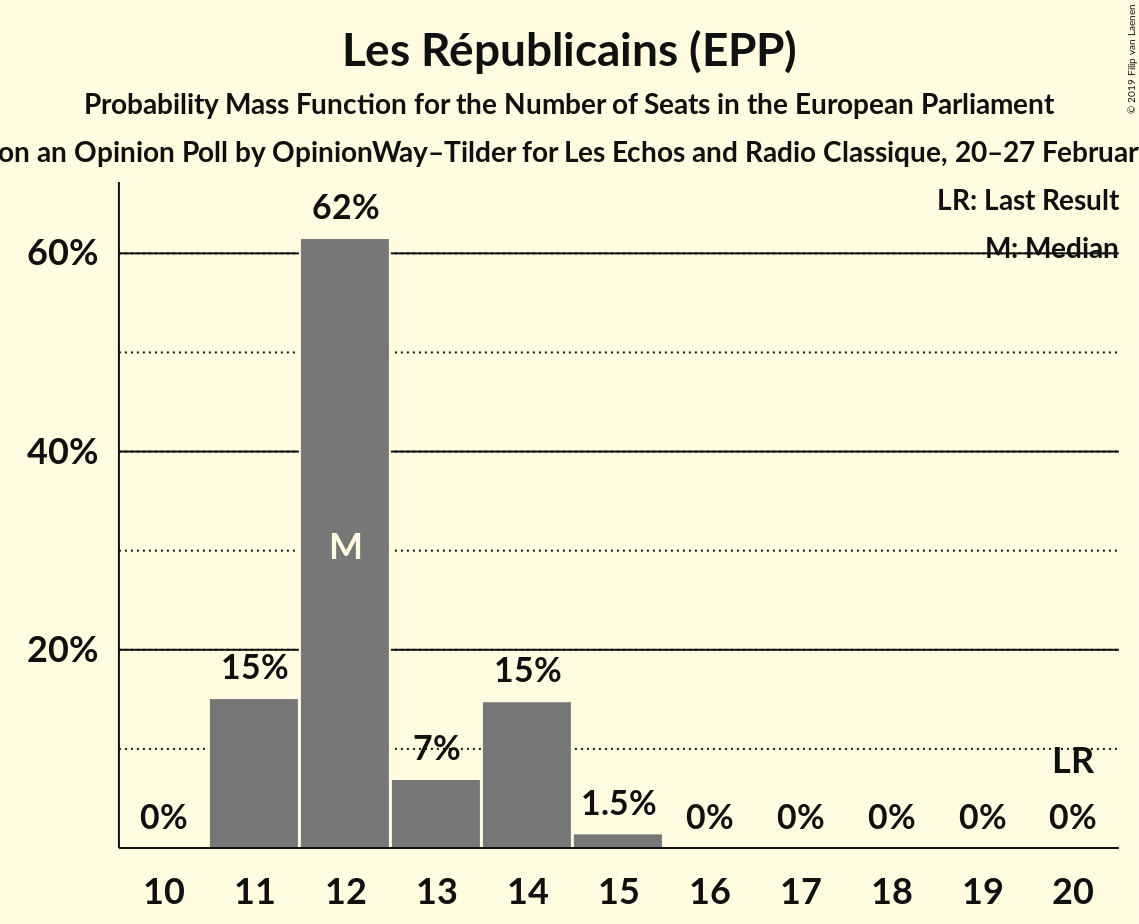 Les Républicains (EPP)
Probability Mass Function for the Number of Seats in the European Parliament
on an Opinion Poll by OpinionWay–Tilder for Les Echos and Radio Classique, 20–27 Februar
© 2019 Filip van Laenen
LR: Last Result
M: Median
60%
40%
20%
0%
15%
62%
M
7%
15%
1.5%
0%
0%
0%
0%
LR
0%
10 11 12 13 14 15 16 17 18 19 20